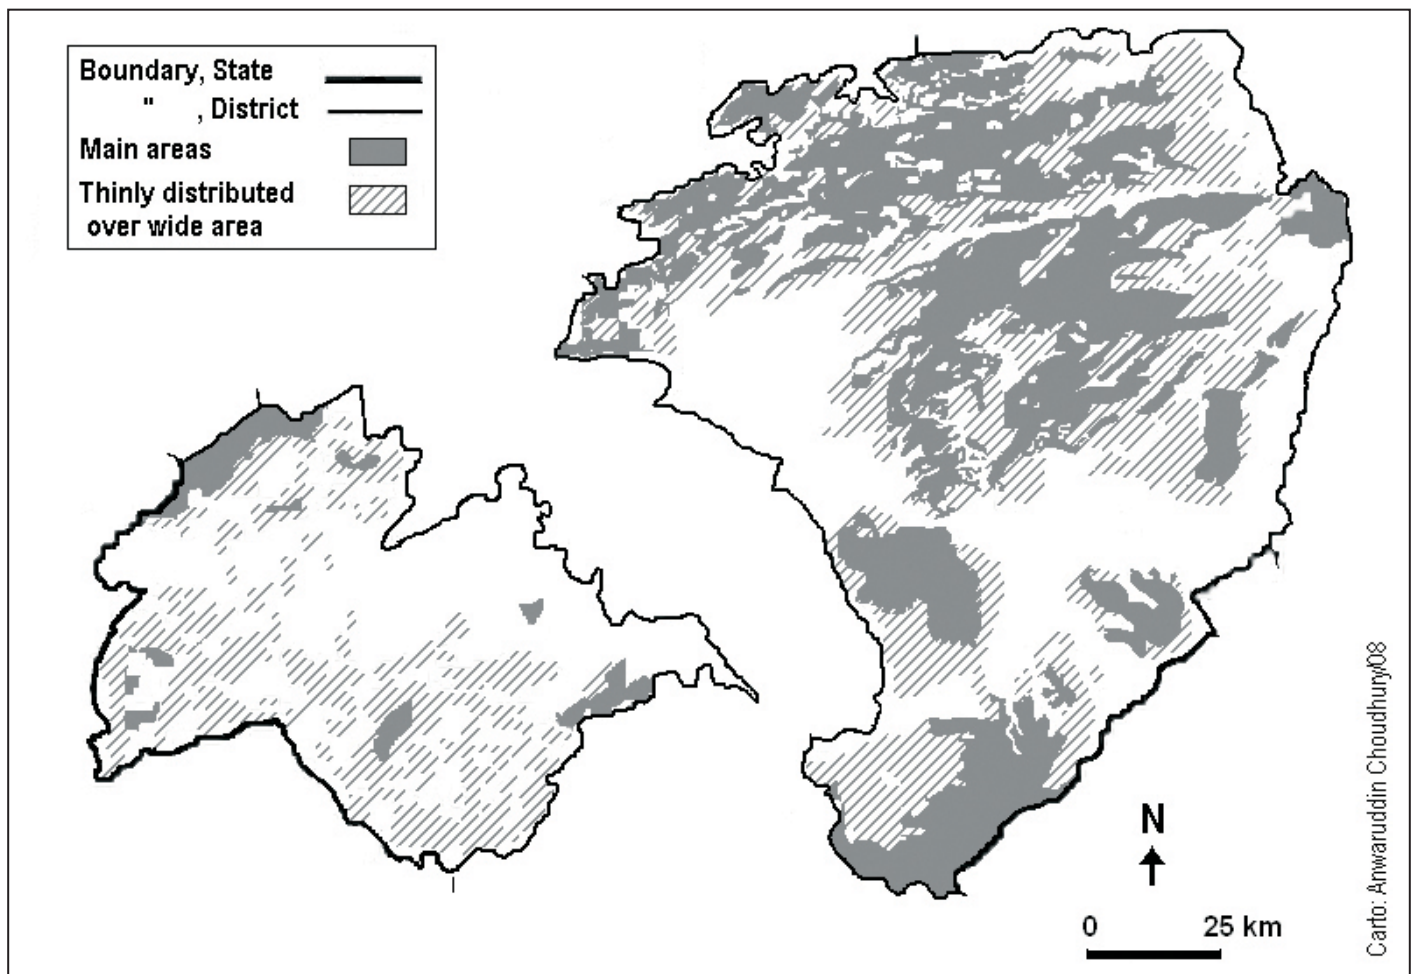 Boundary, State
" , District
Main areas
Thinly distributed
over wide area
N
0 25 km
Carto: Anwaruddin Choudhury/08